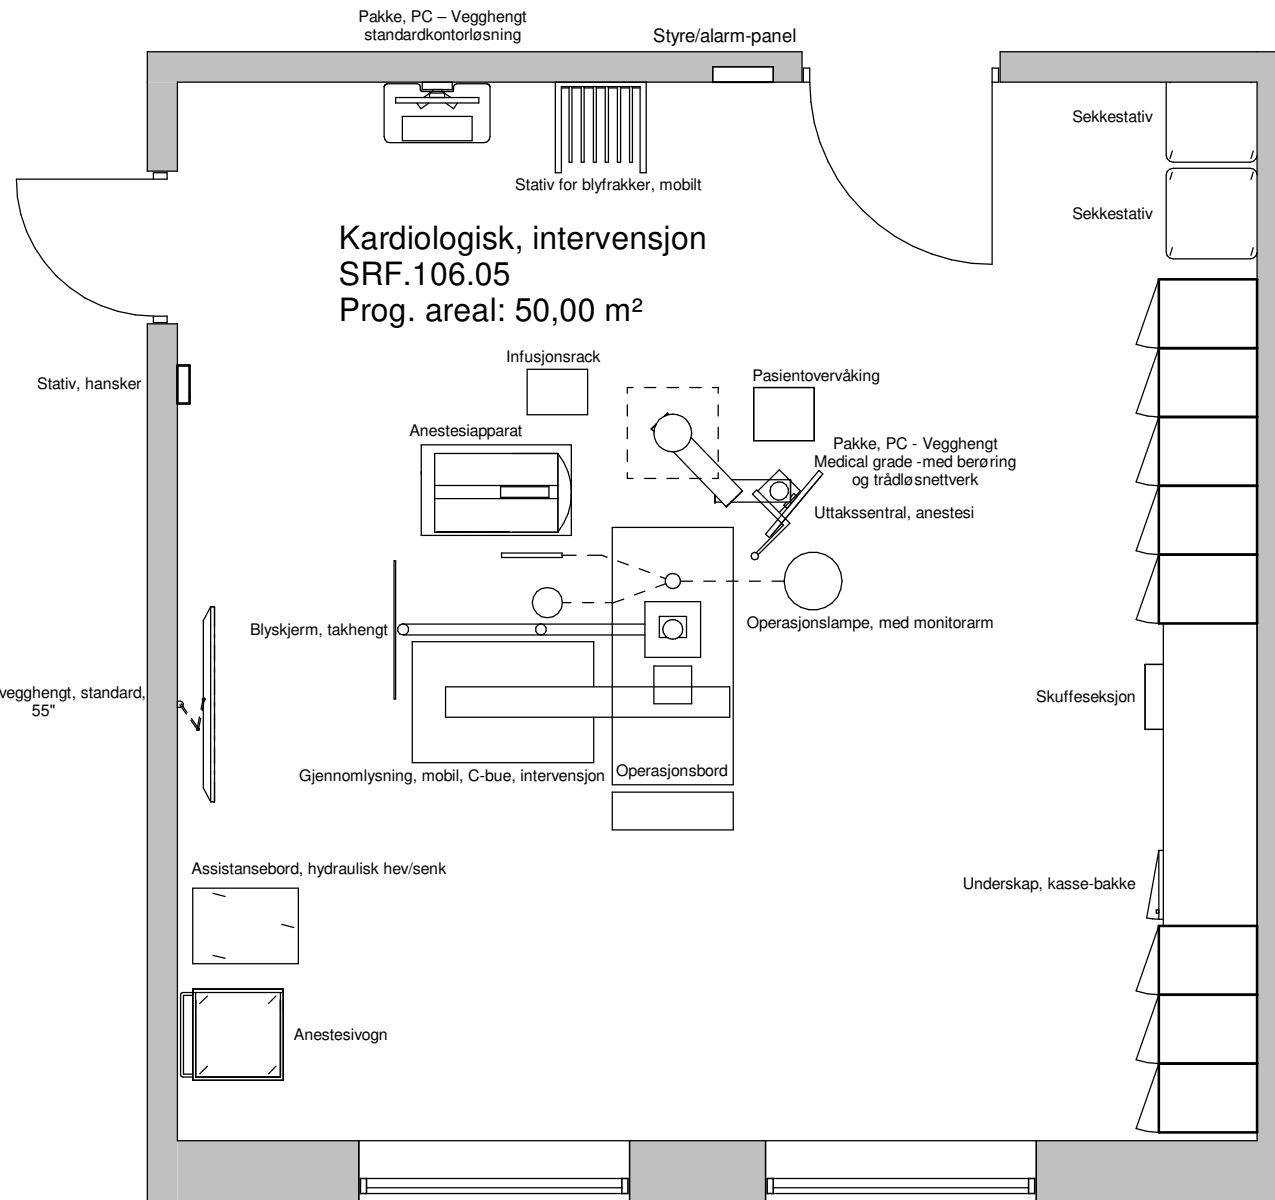 Pakke, PC – Vegghengt
standardkontorløsning
Styre/alarm-panel
Sekkestativ
Stativ for blyfrakker, mobilt
Sekkestativ
Kardiologisk, intervensjon
SRF.106.05
Prog. areal: 50,00 m²
Infusjonsrack
Stativ, hansker
Pasientovervåking
Anestesiapparat
Pakke, PC - Vegghengt
Medical grade -med berøring
og trådløsnettverk
Uttakssentral, anestesi
Blyskjerm, takhengt
Operasjonslampe, med monitorarm
vegghengt, standard,
55"
Skuffeseksjon
Gjennomlysning, mobil, C-bue, intervensjon
Operasjonsbord
Assistansebord, hydraulisk hev/senk
Underskap, kasse-bakke
Anestesivogn